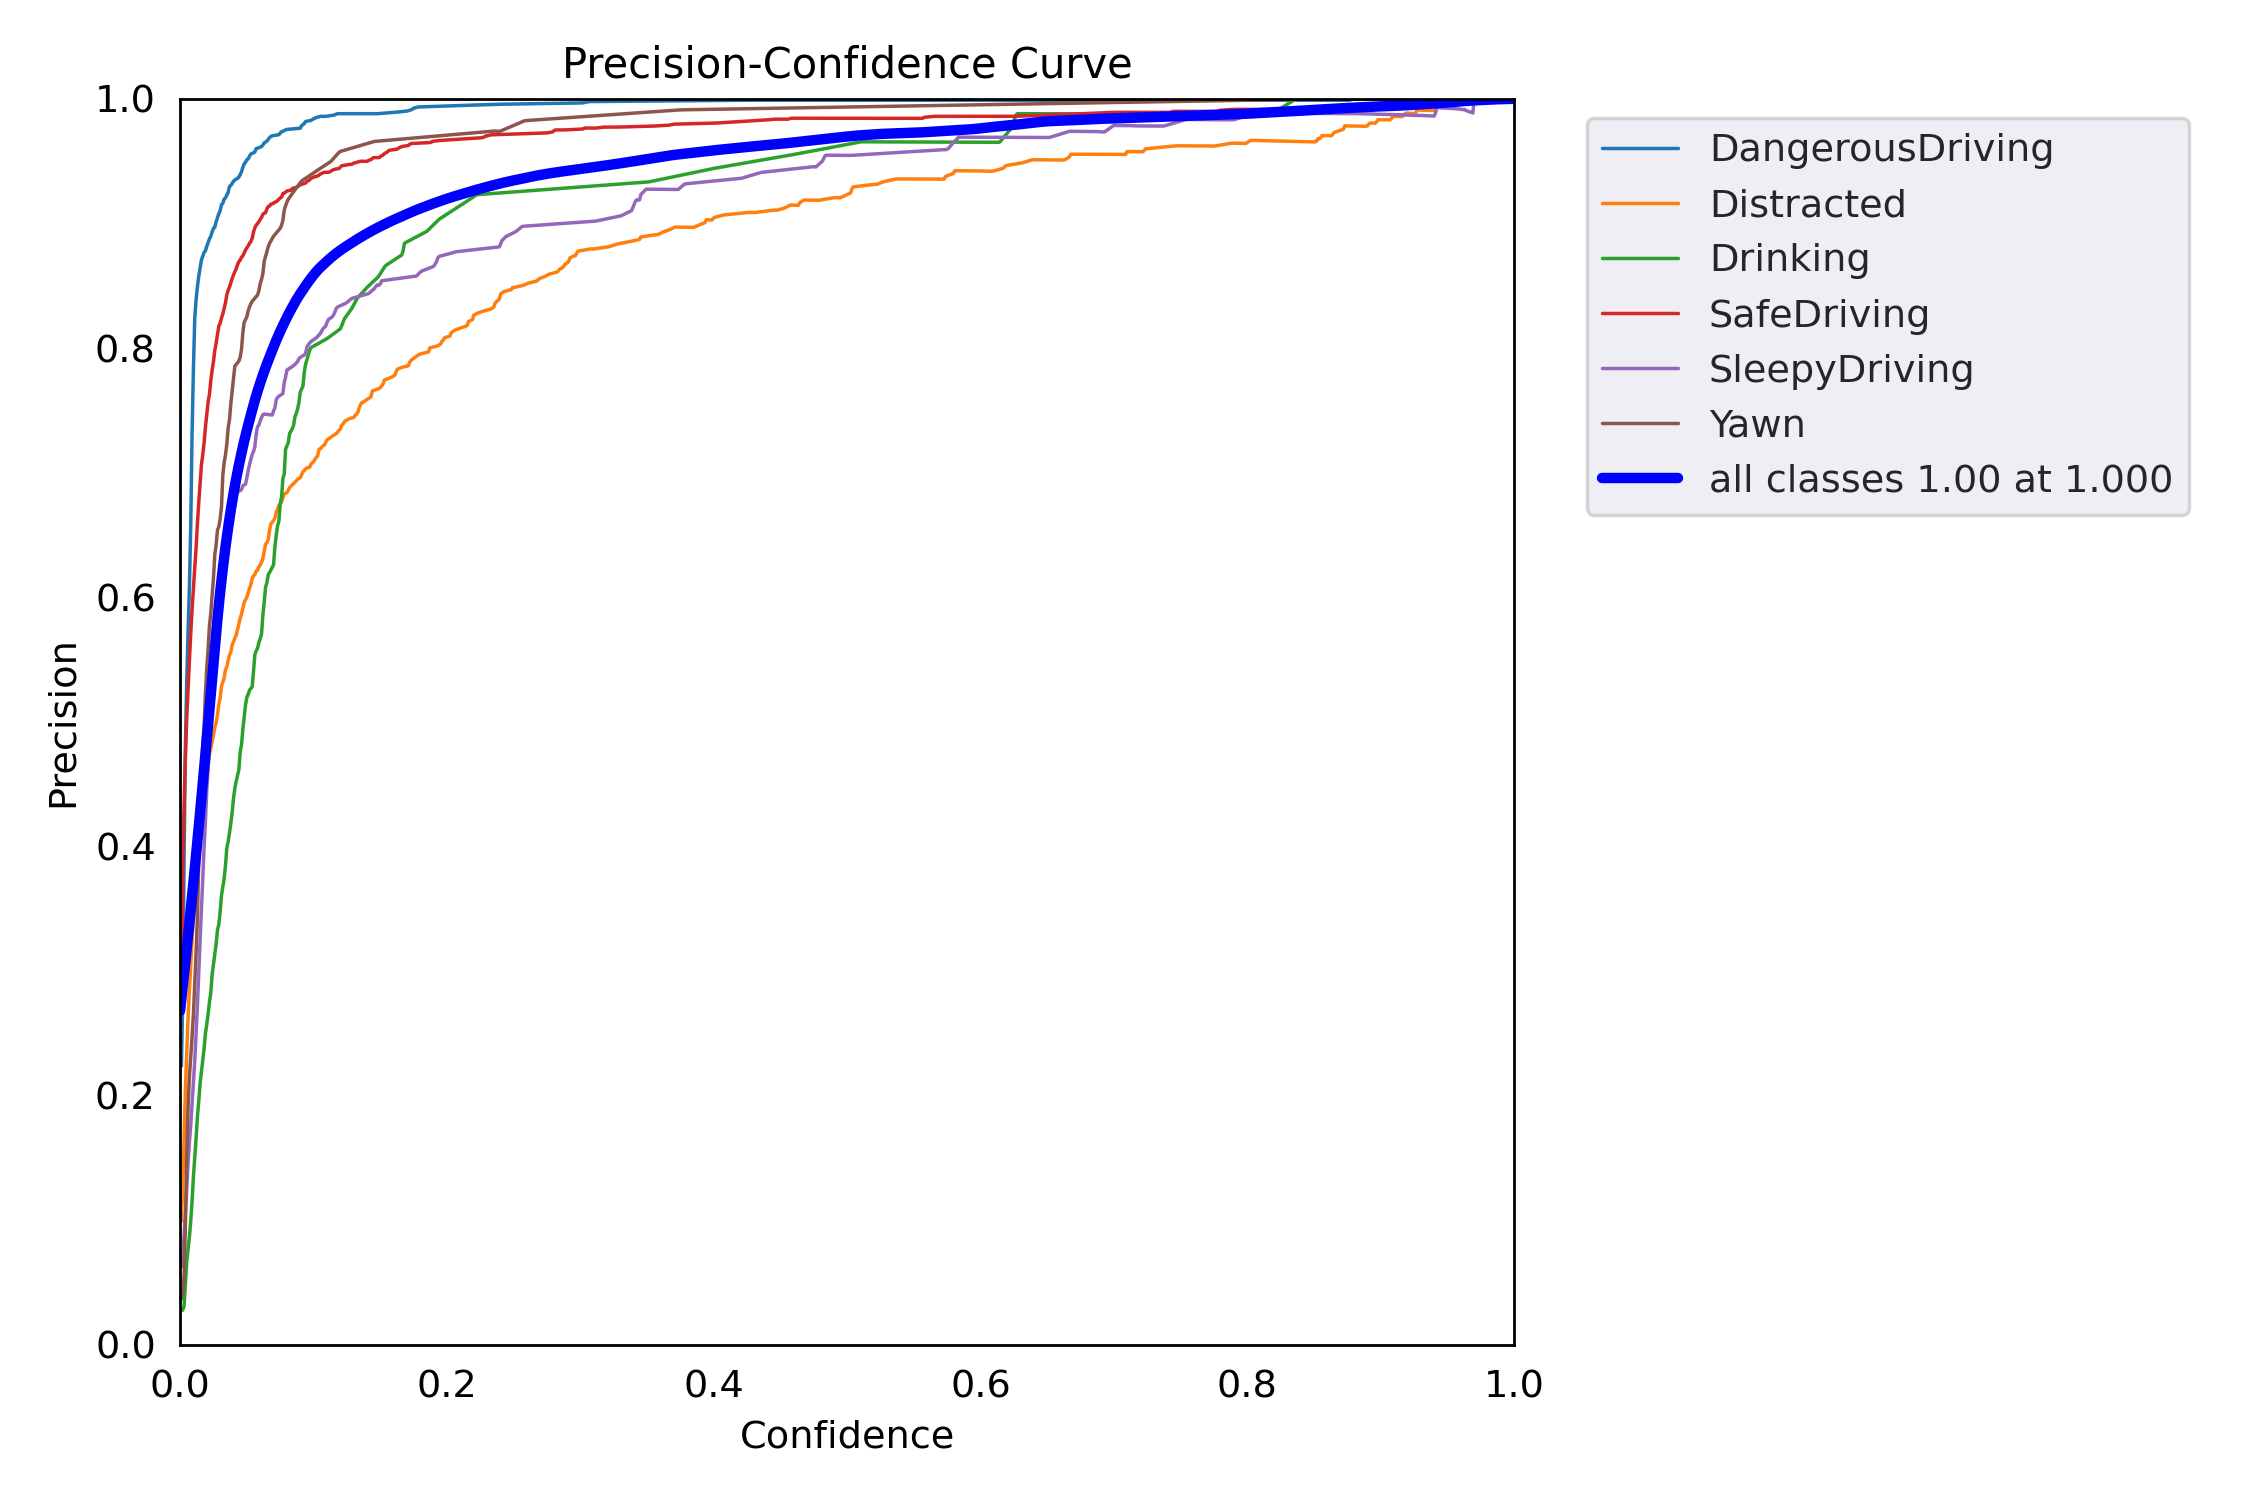 Precision-Confidence Curve
1.0
0.8
0.6
0.4
0.2
0.0
Precision
0.0 0.2 0.4 0.6 0.8 1.0
Confidence
DangerousDriving
Distracted
Drinking
SafeDriving
SleepyDriving
Yawn
all classes 1.00 at 1.000